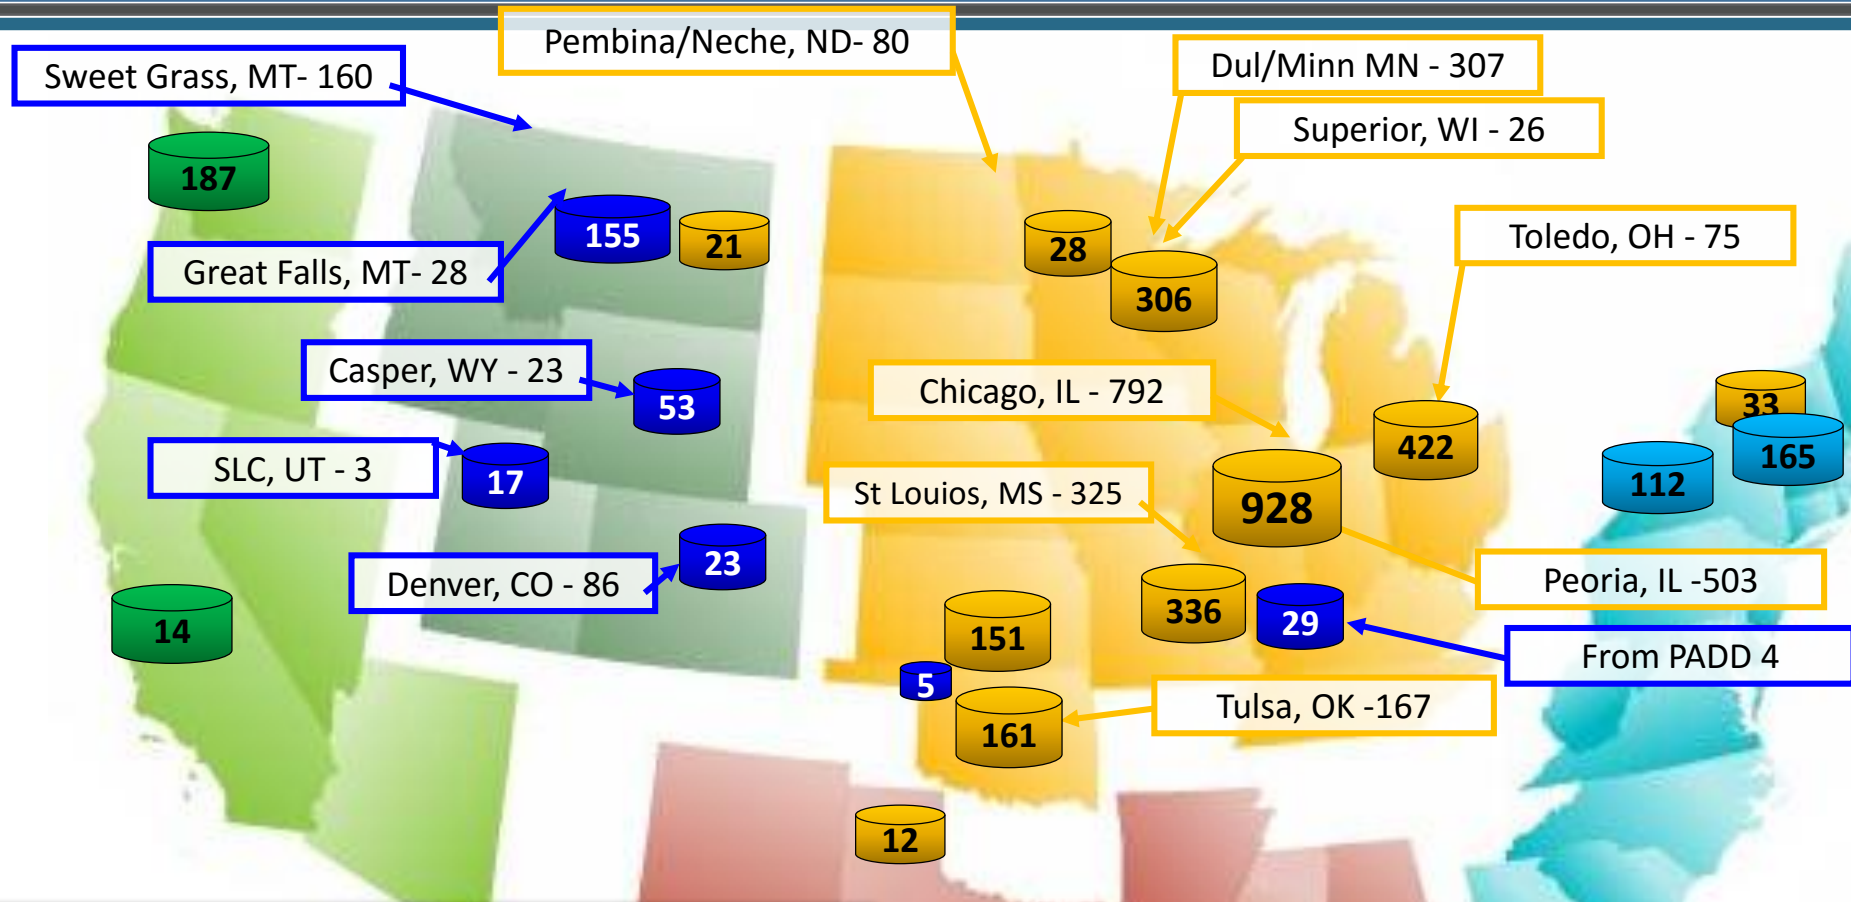 Pembina/Neche, ND- 80
Sweet Grass, MT- 160
Dul/Minn MN - 307
Superior, WI - 26
187
155
21
28
306
Toledo, OH - 75
Great Falls, MT- 28
Casper, WY - 23
53
Chicago, IL - 792
422
33
165
112
SLC, UT - 3
17
St Louios, MS - 325
928
Denver, CO - 86
23
Peoria, IL -503
14
151
336
29
From PADD 4
5
161
Tulsa, OK -167
12